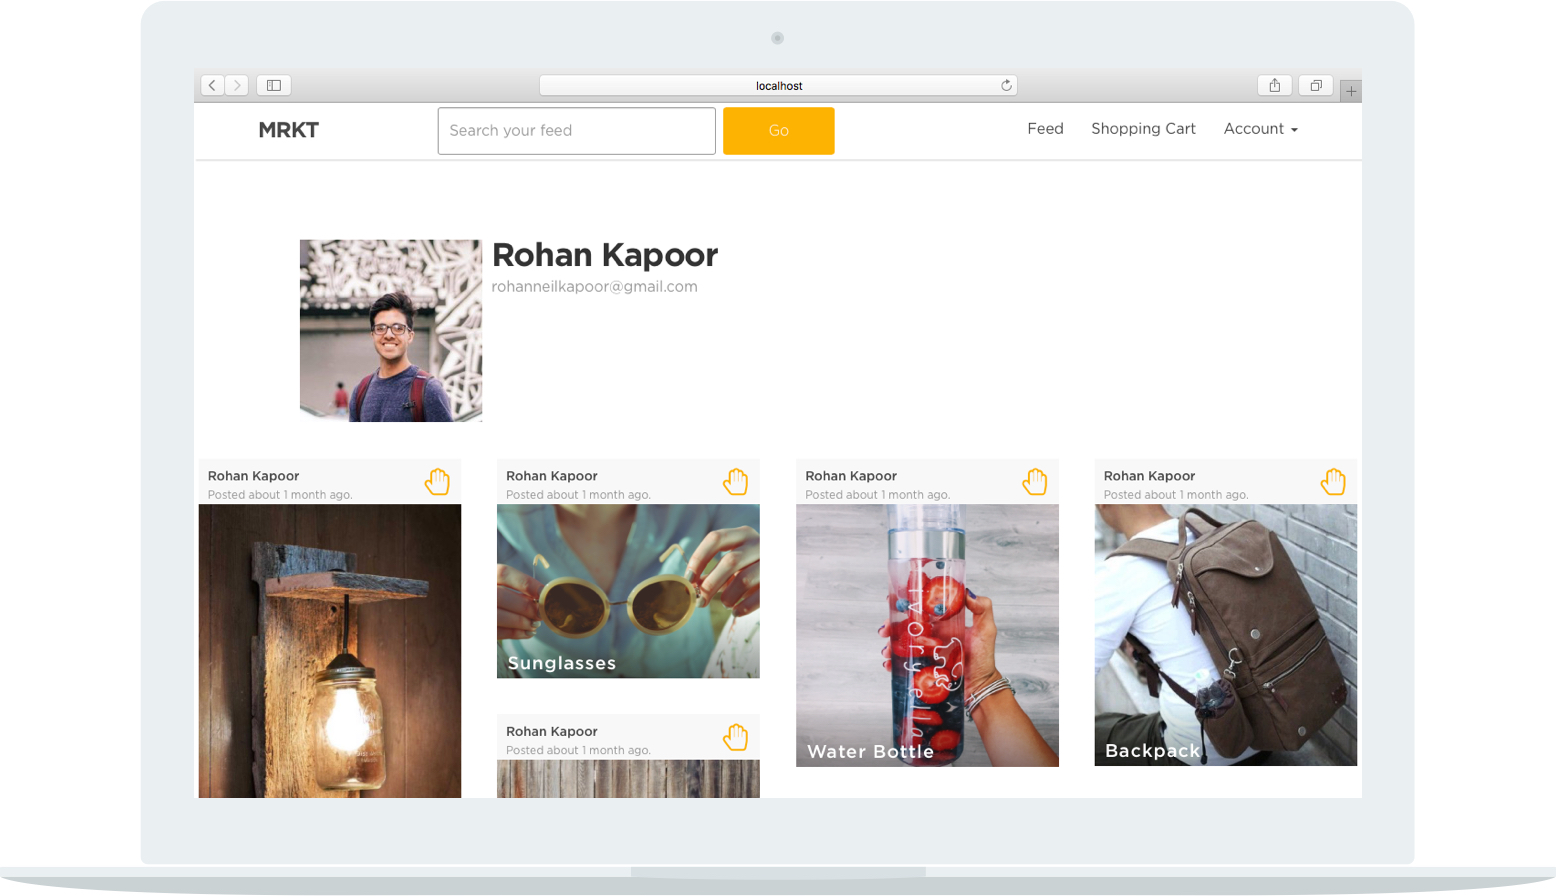 localhost
MRKT
Search your feed
Go
Feed
Shopping Cart
Account
Rohan Kapoor
rohanneilkapoor@gmail.com
Rohan Kapoor
Posted about 1 month ago.
Rohan Kapoor
Posted about 1 month ago.
Sunglasses
Rohan Kapoor
Posted about 1 month ago.
Rohan Kapoor
Posted about 1 month ago.
ivory ella
Water Bottle
Rohan Kapoor
Posted about 1 month ago.
Backpack